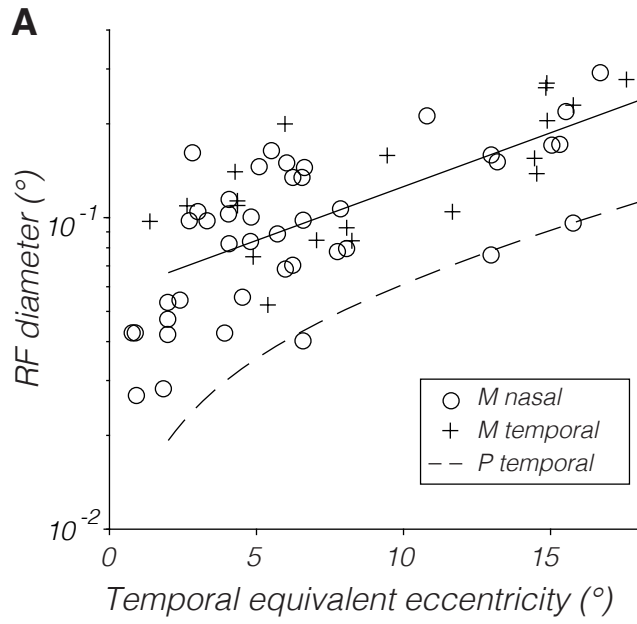 A
RF diameter (°)
10^-1
10^-2
M nasal
M temporal
P temporal
0 5 10 15
Temporal equivalent eccentricity (°)